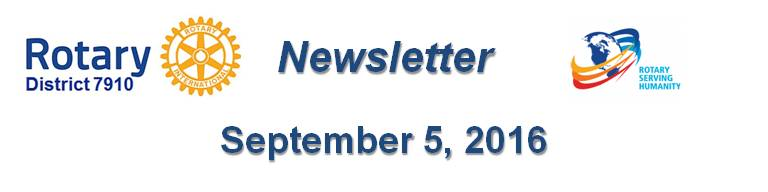 Rotary
District 7910
ROTARY
INTERNATIONAL
Newsletter
ROTARY
SERVING
HUMANITY
September 5, 2016